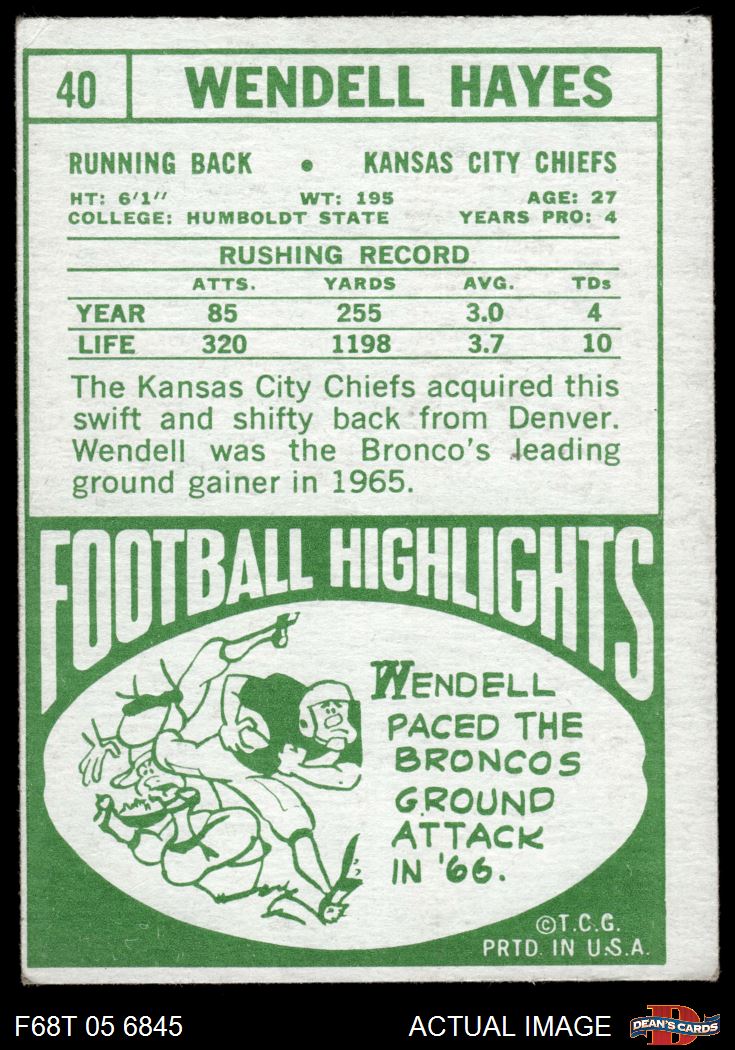 40 WENDELL HAYES
RUNNING BACK • KANSAS CITY CHIEFS
HT: 6'1" WT: 195 AGE: 27
COLLEGE: HUMBOLDT STATE YEARS PRO: 4
RUSHING RECORD
ATTS. YARDS AVG. TDs
YEAR 85 255 3.0 4
LIFE 320 1198 3.7 10
The Kansas City Chiefs acquired this
swift and shifty back from Denver.
Wendell was the Bronco's leading
ground gainer in 1965.
FOOTBALL HIGHLIGHTS
WENDELL
PACED THE
BRONCOS
GROUND
ATTACK
IN '66.
©T.C.G.
PRTD. IN U.S.A.
F68T 05 6845 ACTUAL IMAGE D DEAN'S CARDS